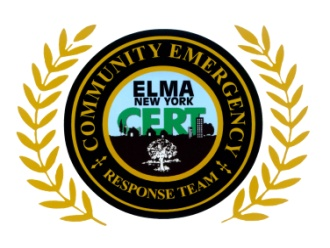 COMMUNITY EMERGENCY
ELMA
NEW YORK
CERT
RESPONSE TEAM